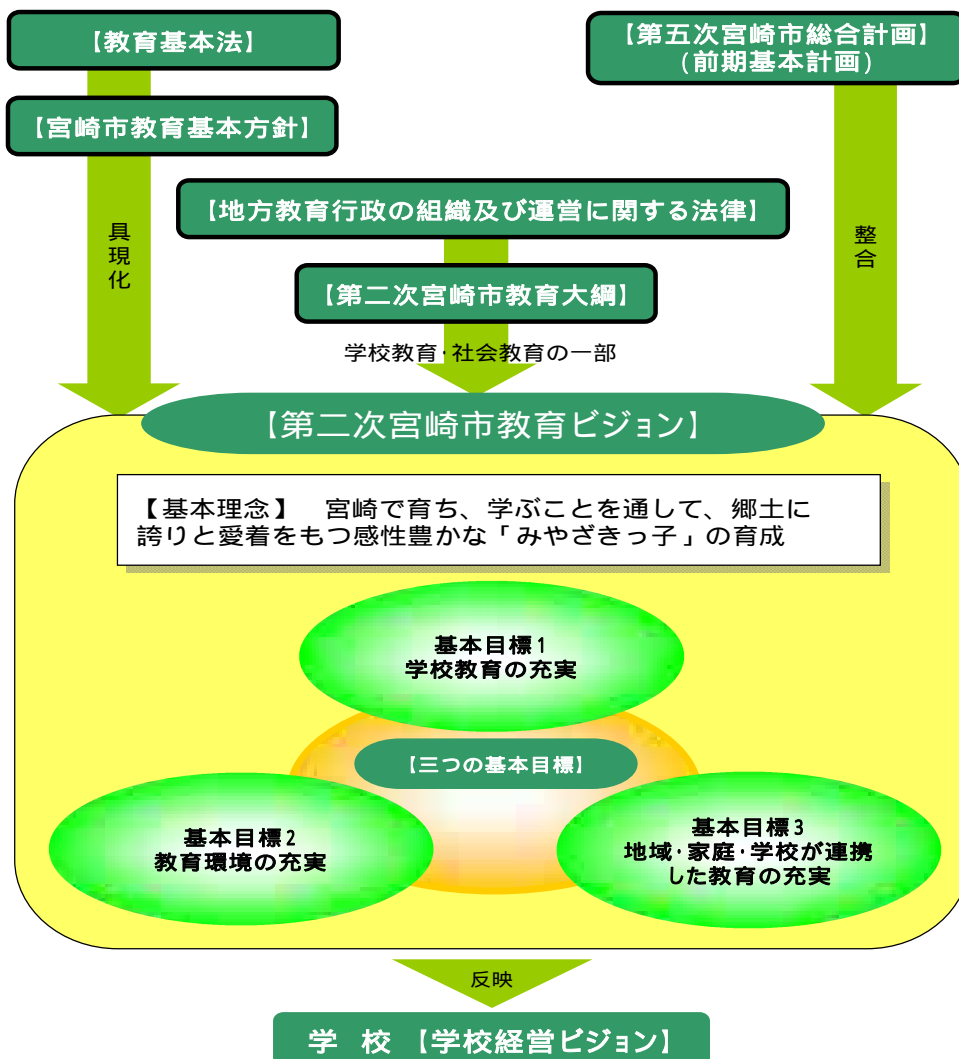 【教育基本法】
【第五次宮崎市総合計画】
(前期基本計画)
【宮崎市教育基本方針】
【地方教育行政の組織及び運営に関する法律】
具現化
整合
【第二次宮崎市教育大綱】
学校教育・社会教育の一部
【第二次宮崎市教育ビジョン】
【基本理念】　宮崎で育ち、学ぶことを通して、郷土に
誇りと愛着をもつ感性豊かな「みやざきっ子」の育成
基本目標1
学校教育の充実
【三つの基本目標】
基本目標2
教育環境の充実
基本目標3
地域・家庭・学校が連携
した教育の充実
反映
学　校　【学校経営ビジョン】